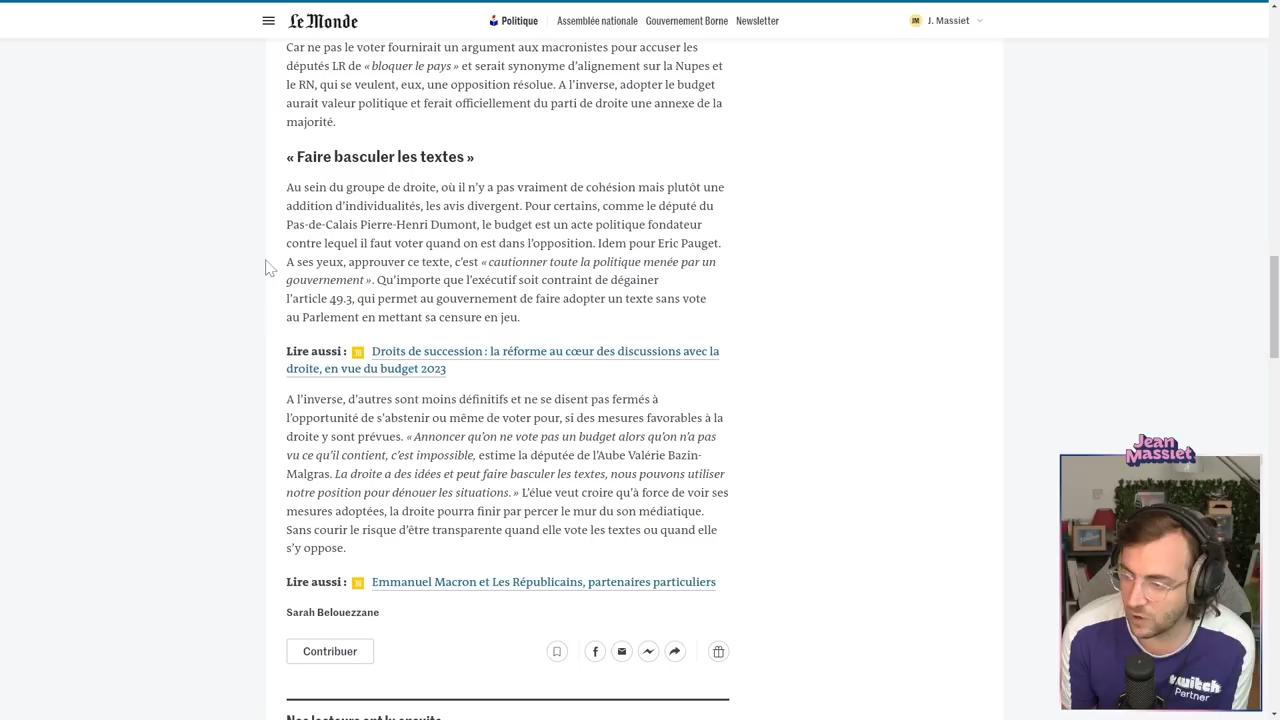 Le Monde
Politique
Assemblée nationale
Gouvernement Borne
Newsletter
JM
J. Massiet
Car ne pas le voter fournirait un argument aux macronistes pour accuser les
députés LR de « bloquer le pays » et serait synonyme d’alignement sur la Nupes et
le RN, qui se veulent, eux, une opposition résolue. A l’inverse, adopter le budget
aurait valeur politique et ferait officiellement du parti de droite une annexe de la
majorité.
« Faire basculer les textes »
Au sein du groupe de droite, où il n’y a pas vraiment de cohésion mais plutôt une
addition d’individualités, les avis divergent. Pour certains, comme le député du
Pas-de-Calais Pierre-Henri Dumont, le budget est un acte politique fondateur
contre lequel il faut voter quand on est dans l’opposition. Idem pour Eric Pauget.
A ses yeux, approuver ce texte, c’est « cautionner toute la politique menée par un
gouvernement ». Qu’importe que l’exécutif soit contraint de dégainer
l’article 49.3, qui permet au gouvernement de faire adopter un texte sans vote
au Parlement en mettant sa censure en jeu.
Lire aussi : Droits de succession : la réforme au cœur des discussions avec la
droite, en vue du budget 2023
A l’inverse, d’autres sont moins définitifs et ne se disent pas fermés à
l’opportunité de s’abstenir ou même de voter pour, si des mesures favorables à la
droite y sont prévues. « Annoncer qu’on ne vote pas un budget alors qu’on n’a pas
vu ce qu’il contient, c’est impossible, estime la députée de l’Aube Valérie Bazin-
Malgras. La droite a des idées et peut faire basculer les textes, nous pouvons utiliser
notre position pour dénouer les situations. » L’élue veut croire qu’à force de voir ses
mesures adoptées, la droite pourra finir par percer le mur du son médiatique.
Sans courir le risque d’être transparente quand elle vote les textes ou quand elle
s’y oppose.
Lire aussi : Emmanuel Macron et Les Républicains, partenaires particuliers
Sarah Belouezzane
Contribuer
Jean
Massiet
twitch
Partner